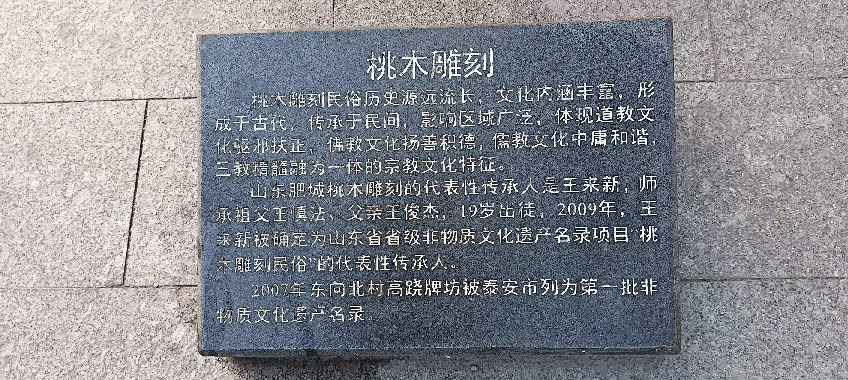 桃木雕刻
桃木雕刻民俗历史源远流长，文化内涵丰富，形
成于古代，传承于民间，影响区域广泛，体现道教文
化驱邪扶正、儒教文化扬善积德，儒教文化中庸和谐，
三教精髓融为一体的宗教文化特征。
山东肥城桃木雕刻的代表性传承人是王来新，师
承祖父王慎法、父亲王俊杰，19岁出徒，2009年，王
来新被确定为山东省省级非物质文化遗产名录项目“桃
木雕刻民俗”的代表性传承人。
2007年东向北村高跷牌坊被泰安市列为第一批非
物质文化遗产名录。